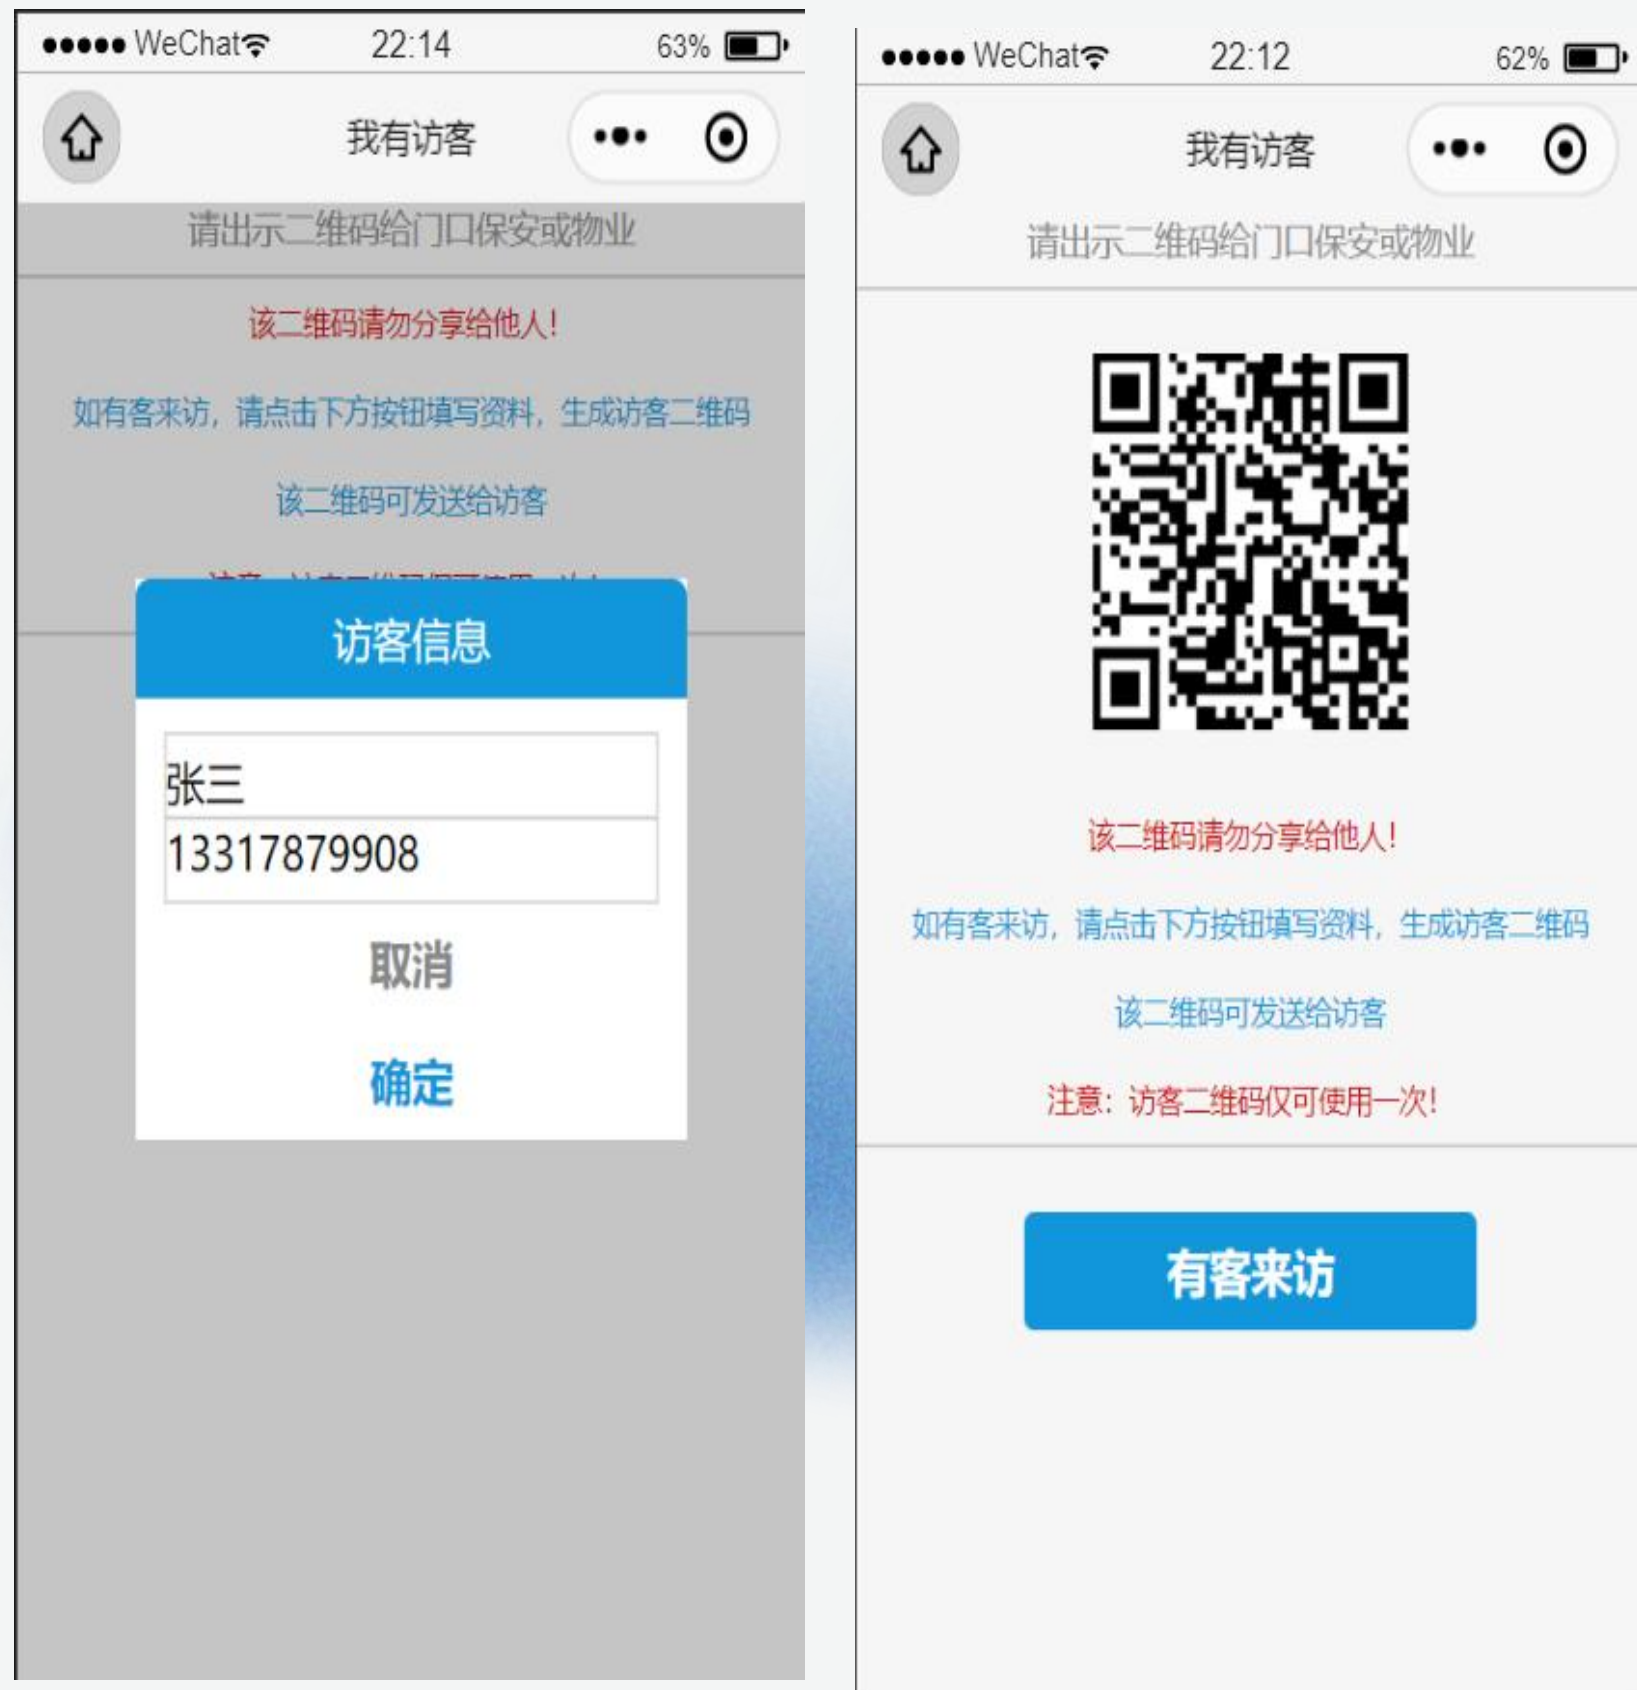 WeChat 22:14 63%
我有访客
请出示二维码给门口保安或物业
该二维码请勿分享给他人!
如有客来访，请点击下方按钮填写资料，生成访客二维码
该二维码可发送给访客
访客信息
张三
13317879908
取消
确定
WeChat 22:12 62%
我有访客
请出示二维码给门口保安或物业
该二维码请勿分享给他人!
如有客来访，请点击下方按钮填写资料，生成访客二维码
该二维码可发送给访客
注意：访客二维码仅可使用一次!
有客来访